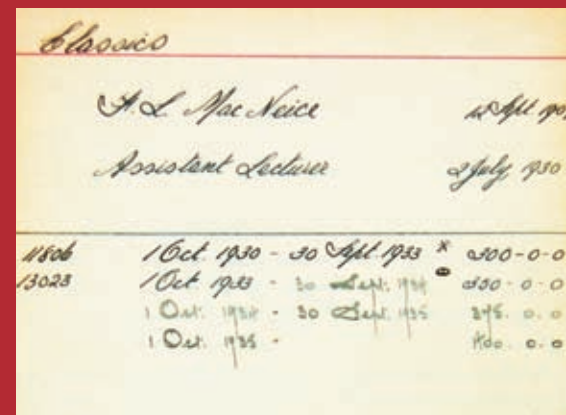 Classics
F. L. MacNeice 12 Sept. 190
Assistant Lecturer 2 July 1930
11806 1 Oct. 1930 - 30 Sept. 1933 * 300-0-0
13023 1 Oct. 1933 - 30 Sept. 1934 350-0-0
1 Oct. 1934 - 30 Sept. 1935 375. 0. 0
1 Oct. 1935 - 400. 0. 0